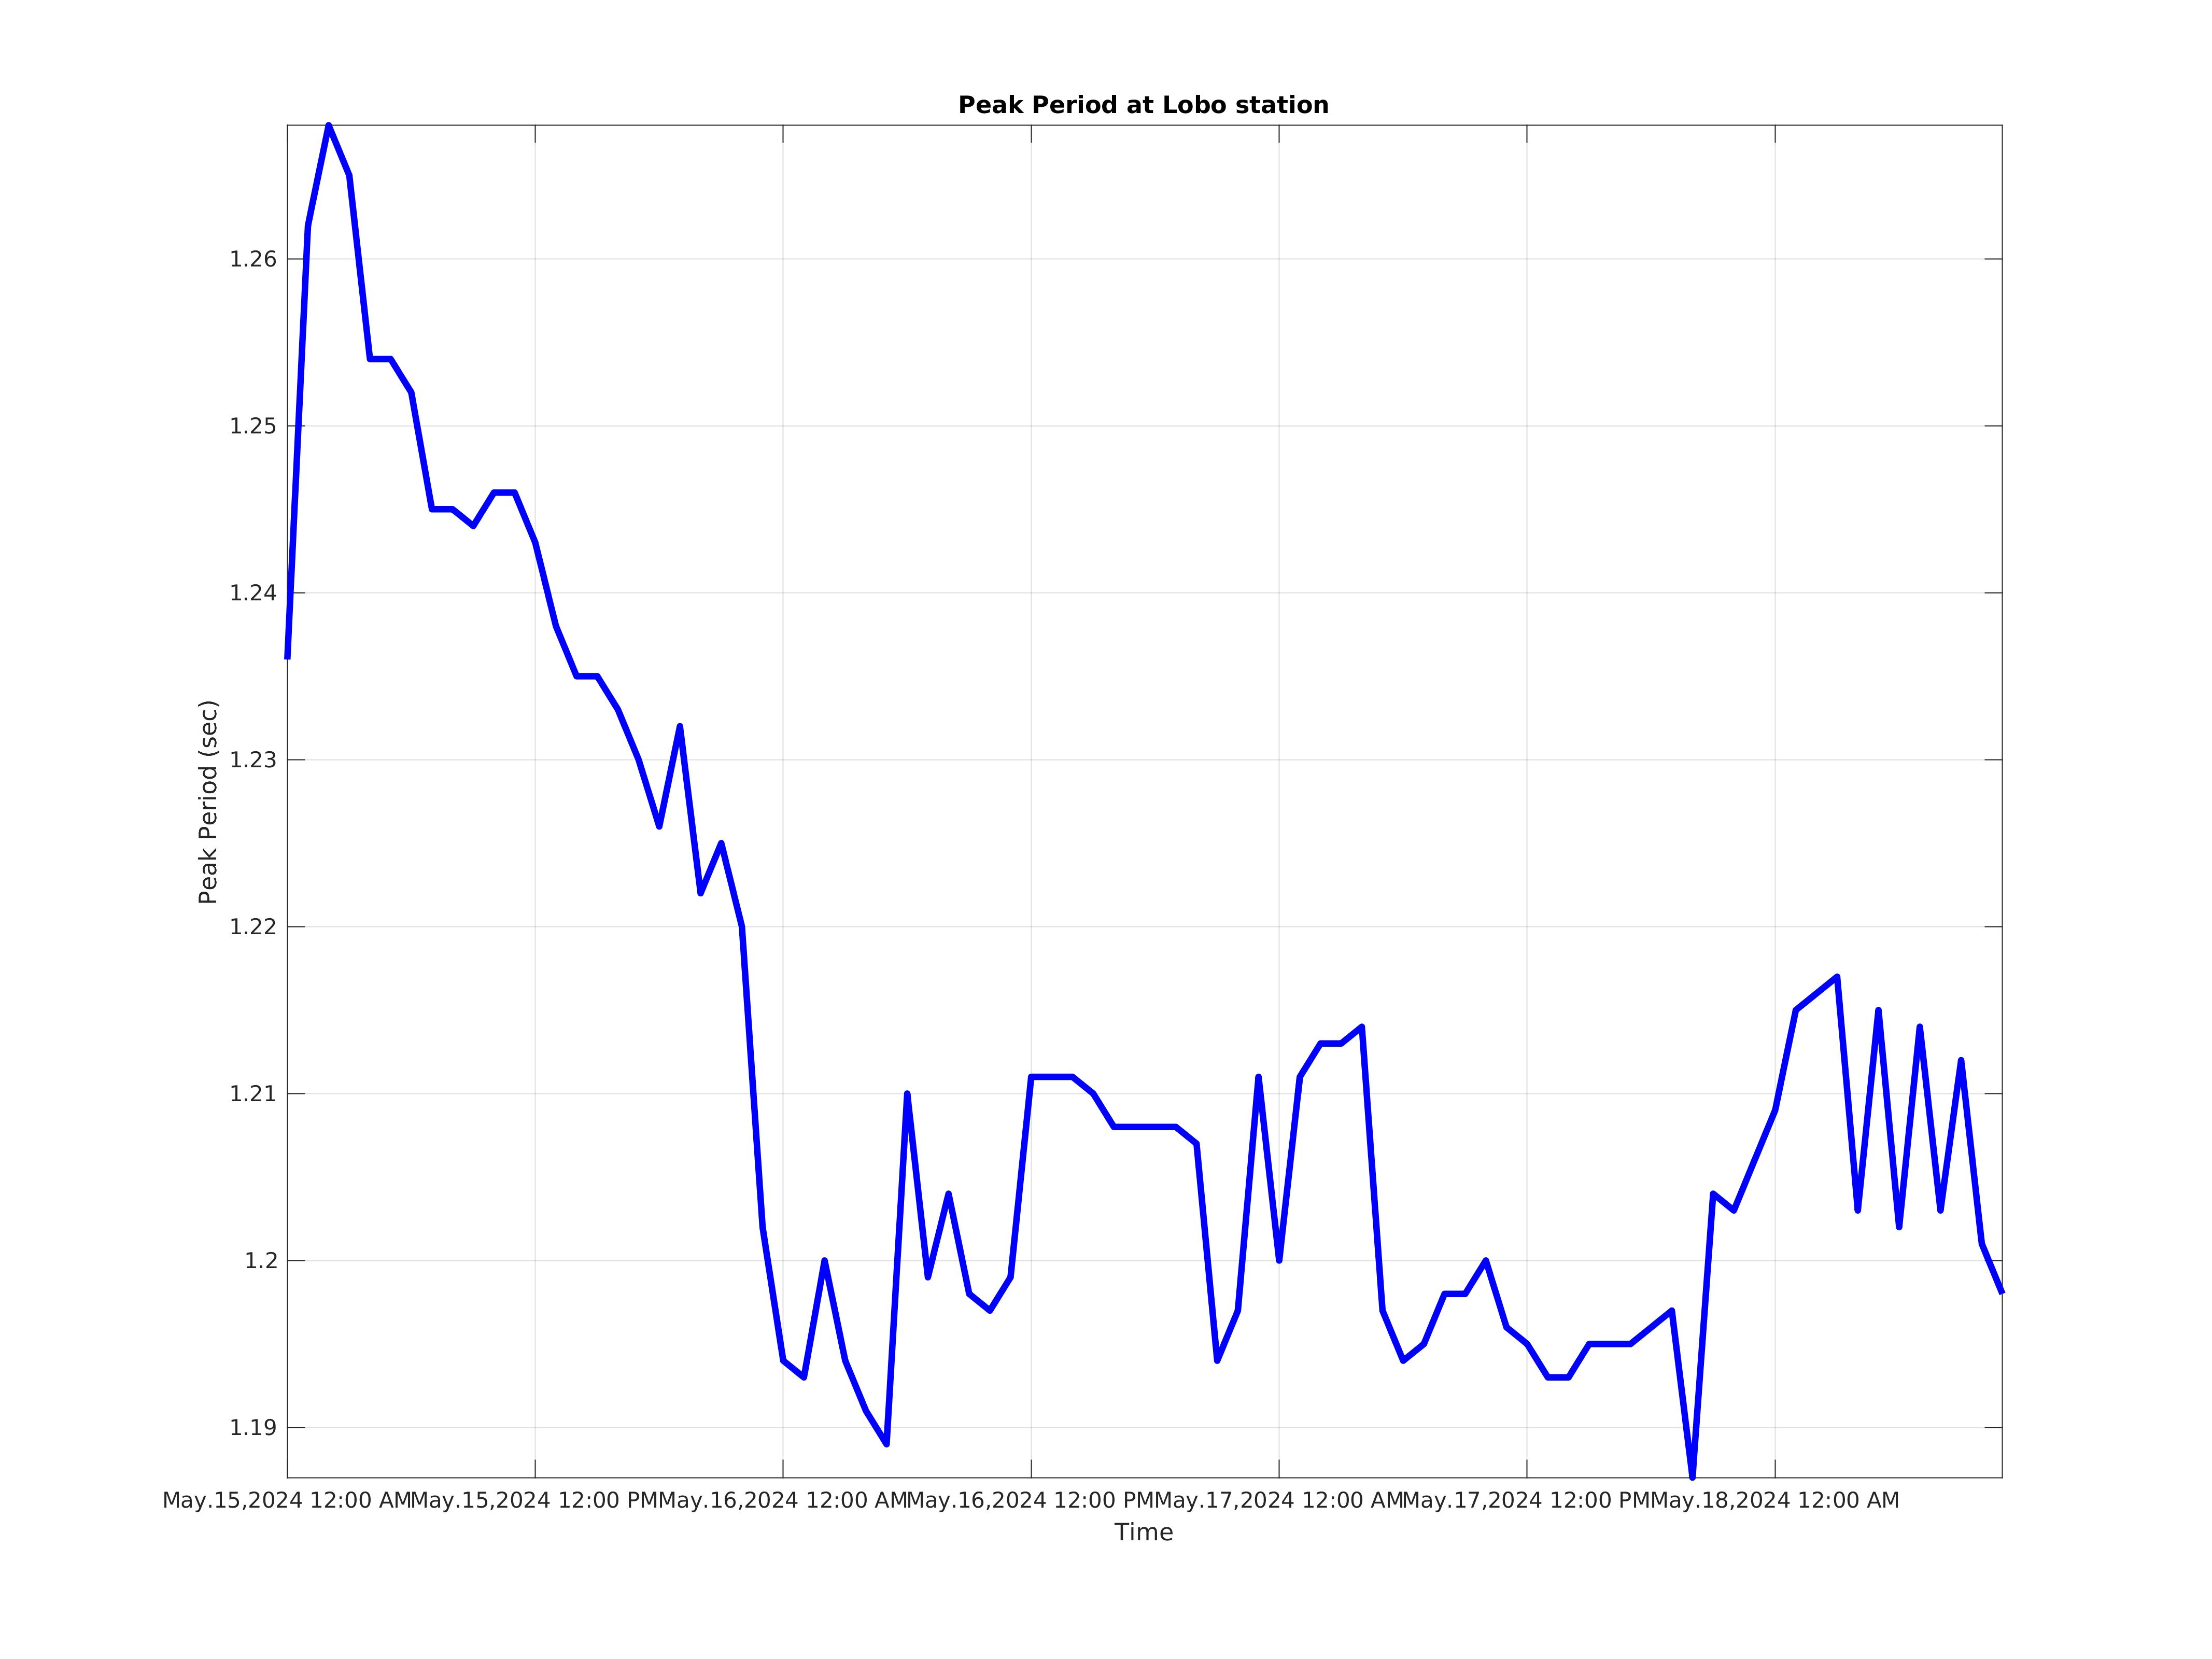 Peak Period at Lobo station
1.26
1.25
1.24
1.23
1.22
1.21
1.2
1.19
Peak Period (sec)
May.15,2024 12:00 AM May.15,2024 12:00 PM May.16,2024 12:00 AM May.16,2024 12:00 PM May.17,2024 12:00 AM May.17,2024 12:00 PM May.18,2024 12:00 AM
Time